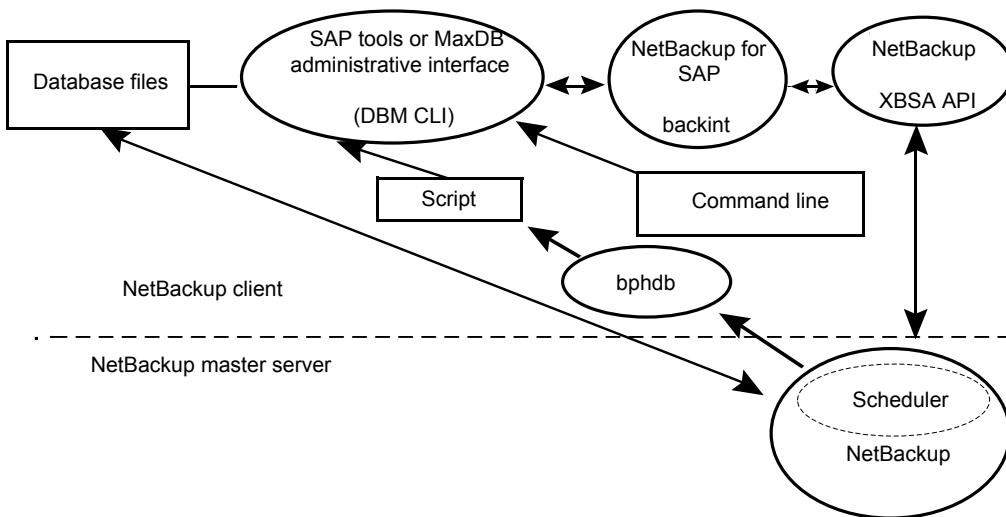 Database files
SAP tools or MaxDB
administrative interface
(DBM CLI)
NetBackup for
SAP
backint
NetBackup
XBSA API
Script
Command line
bphdb
NetBackup client
NetBackup master server
Scheduler
NetBackup